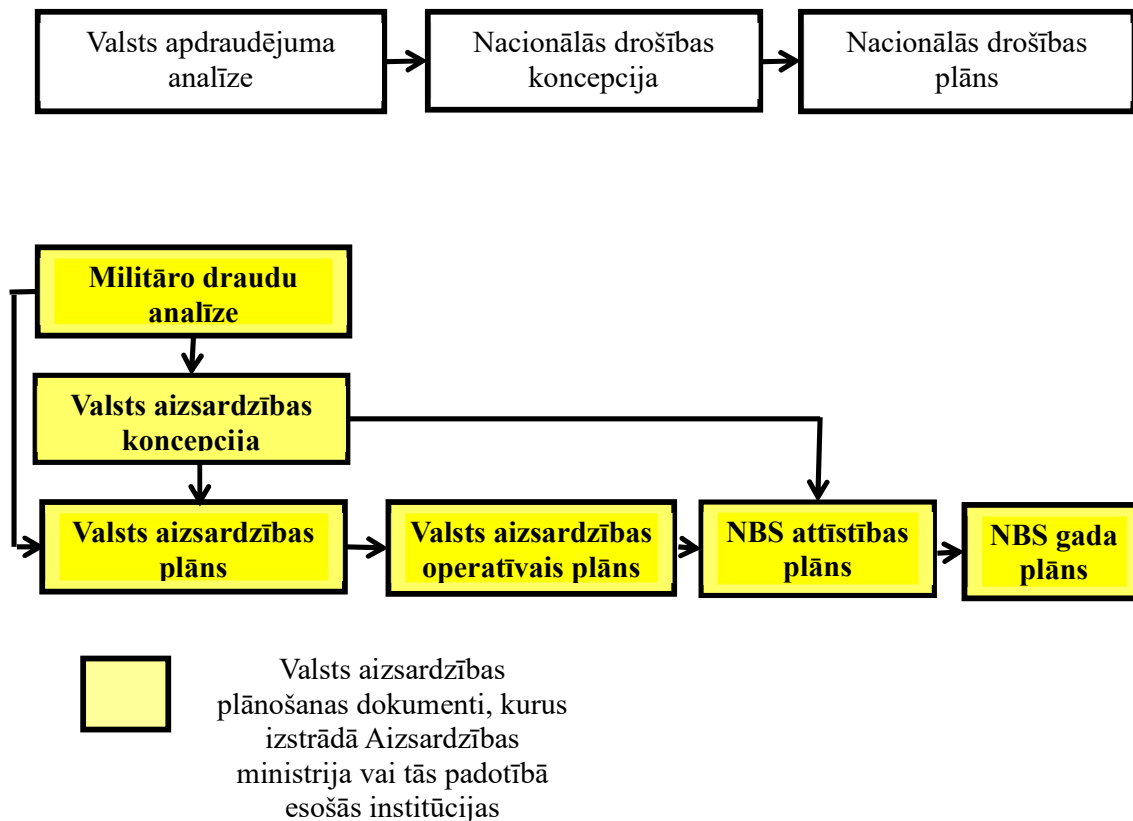 Valsts apdraudējuma
analīze
Nacionālās drošības
koncepcija
Nacionālās drošības
plāns
Militāro draudu
analīze
Valsts aizsardzības
koncepcija
Valsts aizsardzības
plāns
Valsts aizsardzības
operatīvais plāns
NBS attīstības
plāns
NBS gada
plāns
Valsts aizsardzības
plānošanas dokumenti, kurus
izstrādā Aizsardzības
ministrija vai tās padotībā
esošās institūcijas